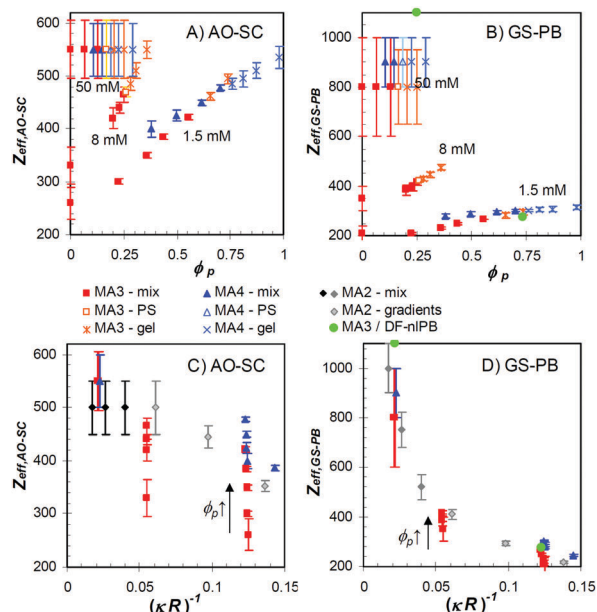 A) AO-SC
B) GS-PB
Z_eff,AO-SC
600
500
400
300
200
50 mM
8 mM
1.5 mM
0 0.25 0.5 0.75 1
ϕ_p
Z_eff,GS-PB
1000
800
600
400
200
50 mM
8 mM
1.5 mM
0 0.25 0.5 0.75 1
ϕ_p
MA3 - mix
MA3 - PS
MA3 - gel
MA4 - mix
MA4 - PS
MA4 - gel
MA2 - mix
MA2 - gradients
MA3 / DF-nlPB
C) AO-SC
D) GS-PB
Z_eff,AO-SC
600
500
400
300
200
ϕ_p↑
0 0.05 0.1 0.15
(κR)⁻¹
Z_eff,GS-PB
1000
800
600
400
200
ϕ_p↑
0 0.05 0.1 0.15
(κR)⁻¹